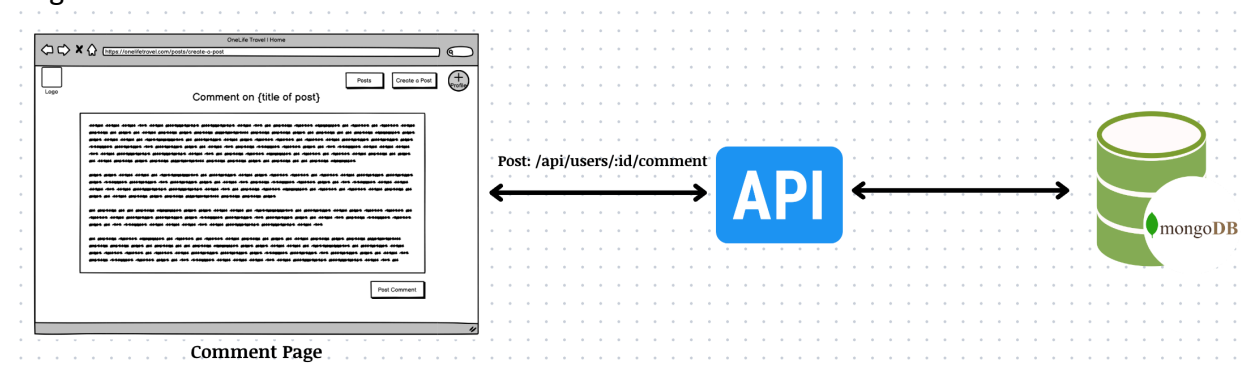 OneLife Travel | Home
https://onelifetravel.com/posts/create-a-post
Logo
Posts
Create a Post
Profile
Comment on {title of post}
Post Comment
Comment Page
Post: /api/users/:id/comment
API
mongoDB